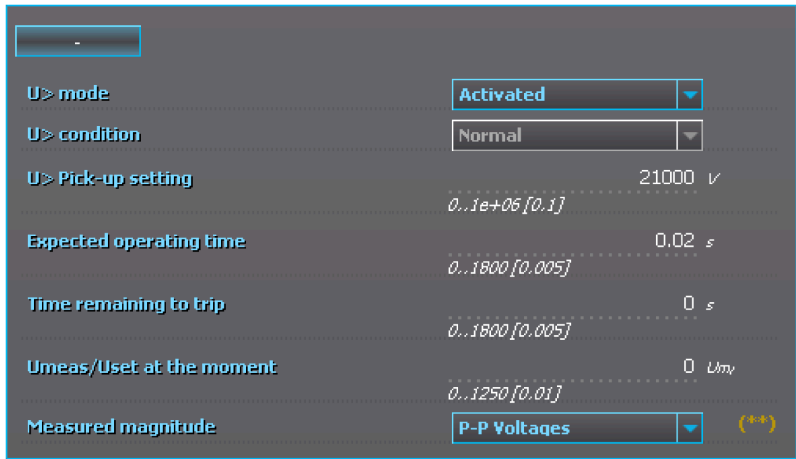 -
U> mode Activated
U> condition Normal
U> Pick-up setting 21000 V
0..1e+06 [0.1]
Expected operating time 0.02 s
0..1800 [0.005]
Time remaining to trip 0 s
0..1800 [0.005]
Umeas/Uset at the moment 0 Um/
0..1250 [0.01]
Measured magnitude P-P Voltages (**)